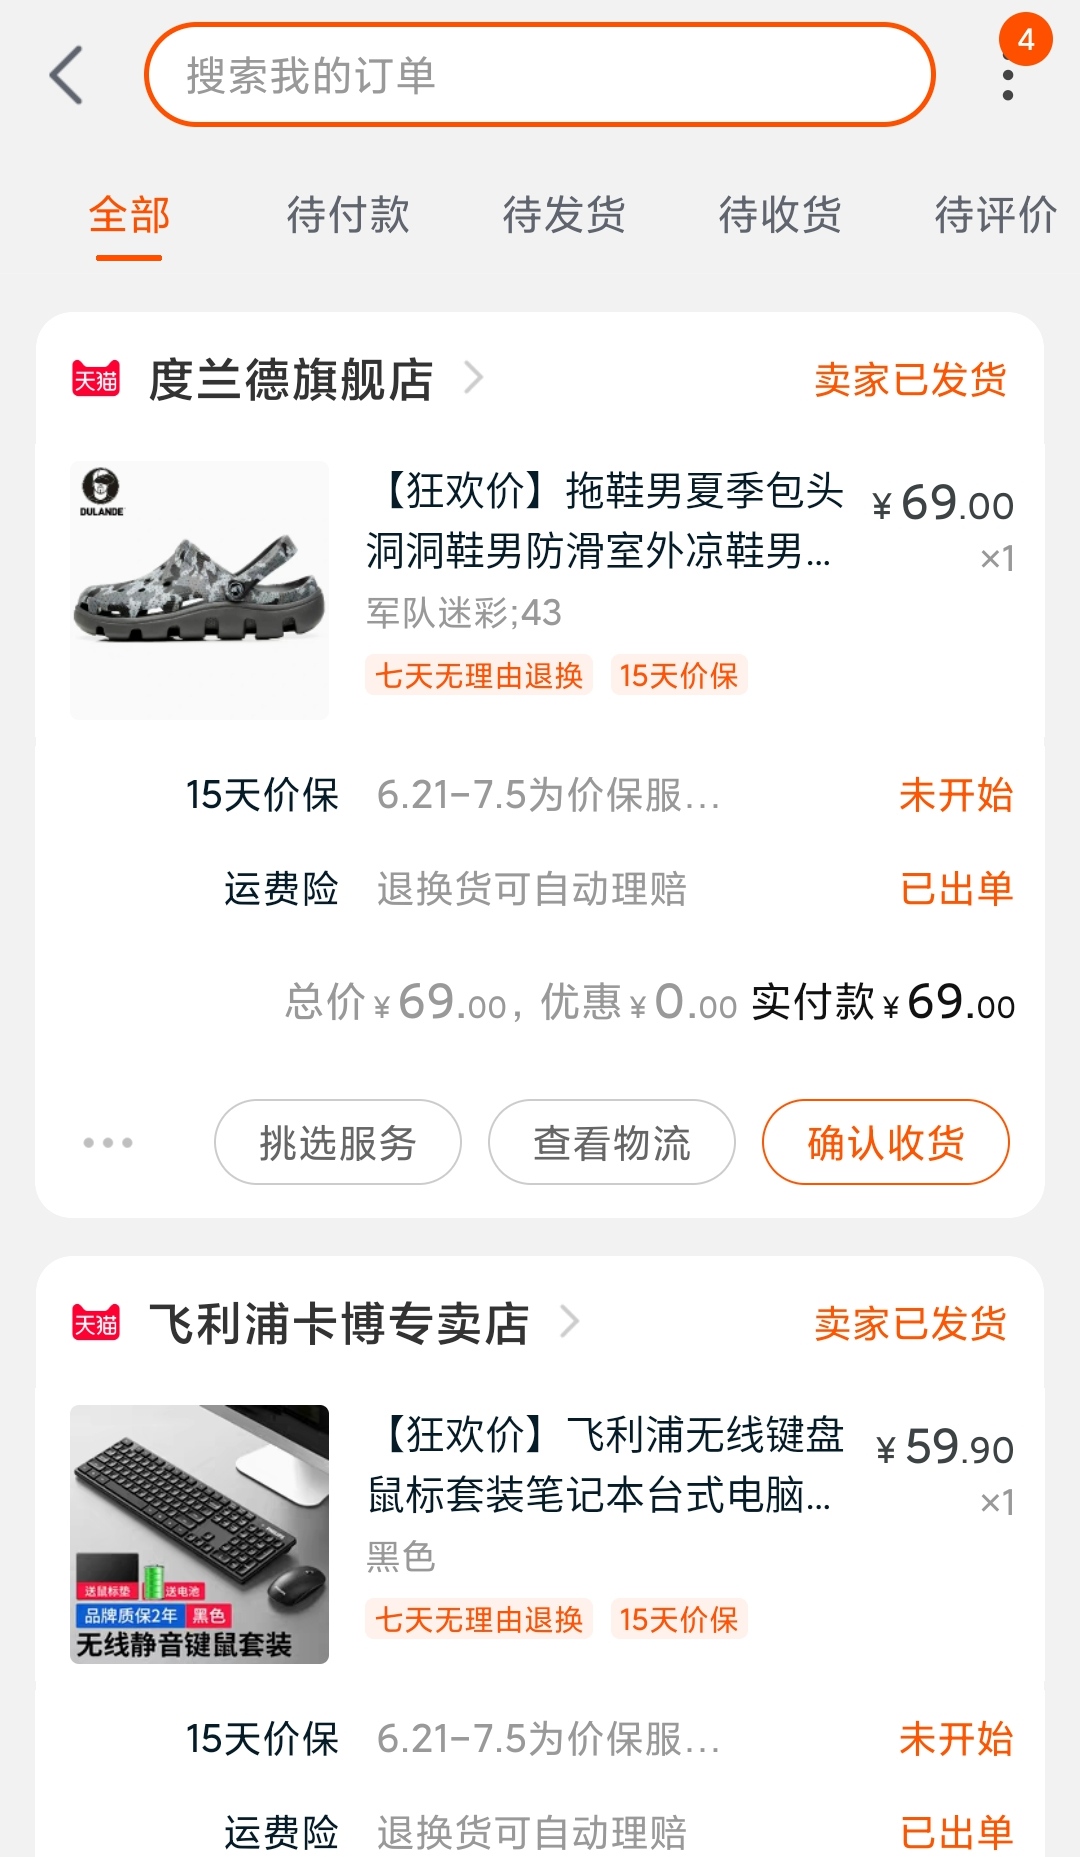 搜索我的订单
4
全部 待付款 待发货 待收货 待评价
天猫 度兰德旗舰店 卖家已发货
DULANDE
【狂欢价】拖鞋男夏季包头 ¥69.00
洞洞鞋男防滑室外凉鞋男... ×1
军队迷彩;43
七天无理由退换 15天价保
15天价保 6.21-7.5为价保服... 未开始
运费险 退换货可自动理赔 已出单
总价¥69.00, 优惠¥0.00 实付款¥69.00
挑选服务 查看物流 确认收货
天猫 飞利浦卡博专卖店 卖家已发货
【狂欢价】飞利浦无线键盘 ¥59.90
鼠标套装笔记本台式电脑... ×1
黑色
七天无理由退换 15天价保
送鼠标垫 送电池
品牌质保2年 黑色
无线静音键鼠套装
15天价保 6.21-7.5为价保服... 未开始
运费险 退换货可自动理赔 已出单